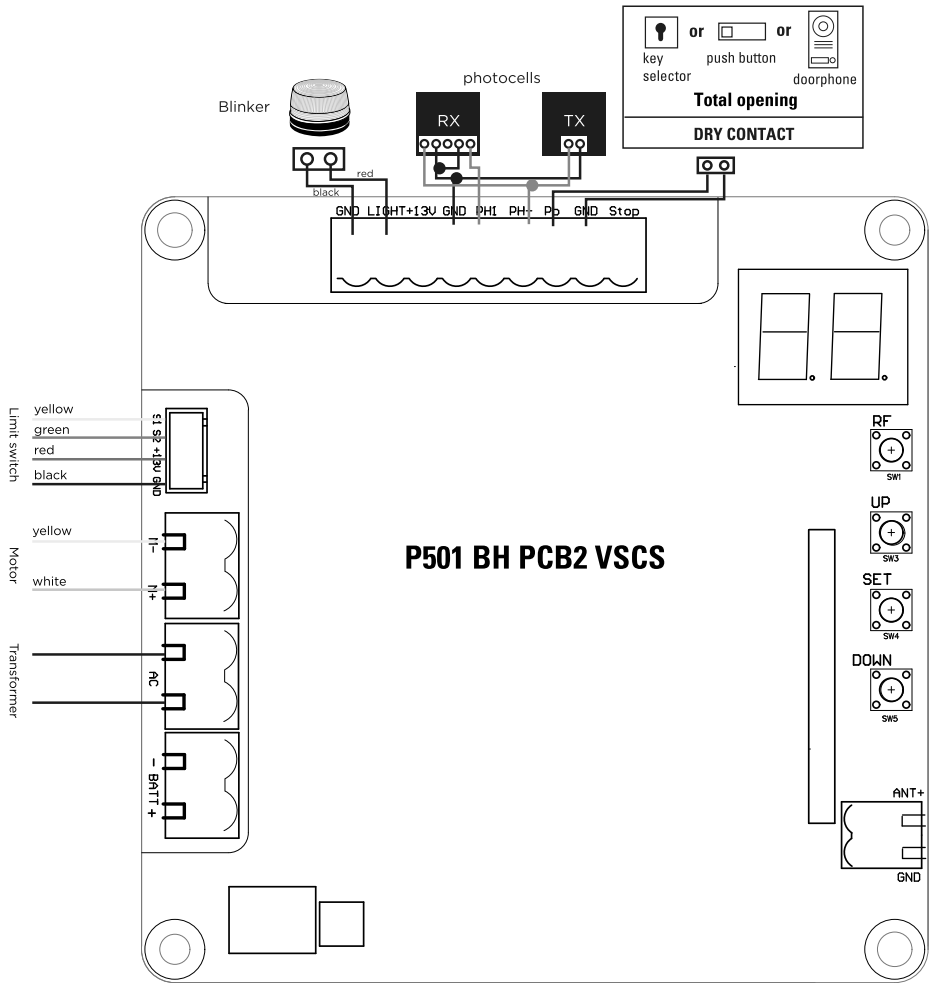 or or
key selector
push button
doorphone
Total opening
DRY CONTACT
photocells
RX
TX
Blinker
red
black
GND LIGHT+13V GND PH1 PH+ Pp GND Stop
Limit switch
yellow
green
red
black
S1 S2 +13V GND
RF
SW1
UP
SW3
SET
SW4
DOWN
SW5
Motor
yellow
white
M-
M+
P501 BH PCB2 VSCS
Transformer
AC
- BATT +
ANT+
GND